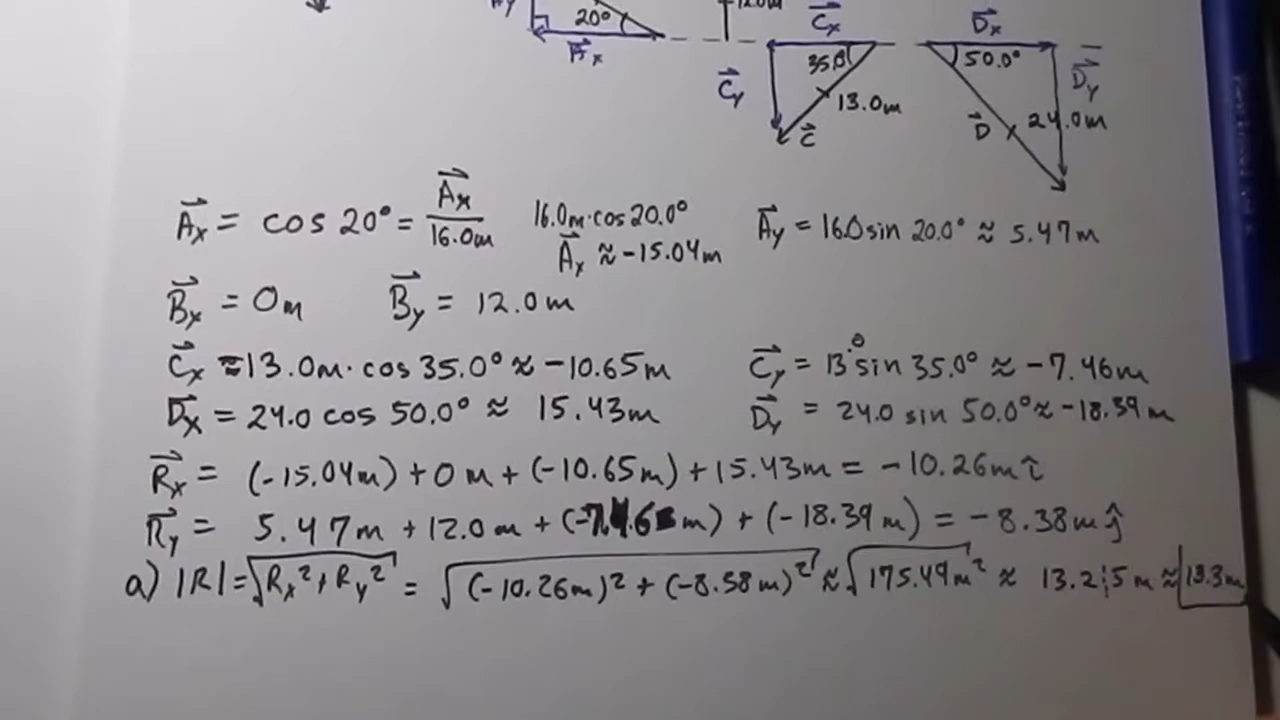 12.0m
20° A⃗x C⃗x D⃗x
35.0 50.0°
C⃗y 13.0m D⃗y
C⃗ D⃗ 24.0m
A⃗x = cos 20° = A⃗x / 16.0m 16.0m·cos 20.0° A⃗y = 16.0 sin 20.0° ≈ 5.47m
A⃗x ≈ -15.04m
B⃗x = 0m B⃗y = 12.0m
C⃗x ≈ 13.0m · cos 35.0° ≈ -10.65m C⃗y = 13.0 sin 35.0° ≈ -7.46m
D⃗x = 24.0 cos 50.0° ≈ 15.43m D⃗y = 24.0 sin 50.0° ≈ -18.39m
R⃗x = (-15.04m) + 0m + (-10.65m) + 15.43m = -10.26m î
R⃗y = 5.47m + 12.0m + (-7.46m) + (-18.39m) = -8.38m ĵ
a) |R| = √(Rx² + Ry²) = √((-10.26m)² + (-8.38m)²) ≈ √(175.49m²) ≈ 13.25m ≈ 13.3m